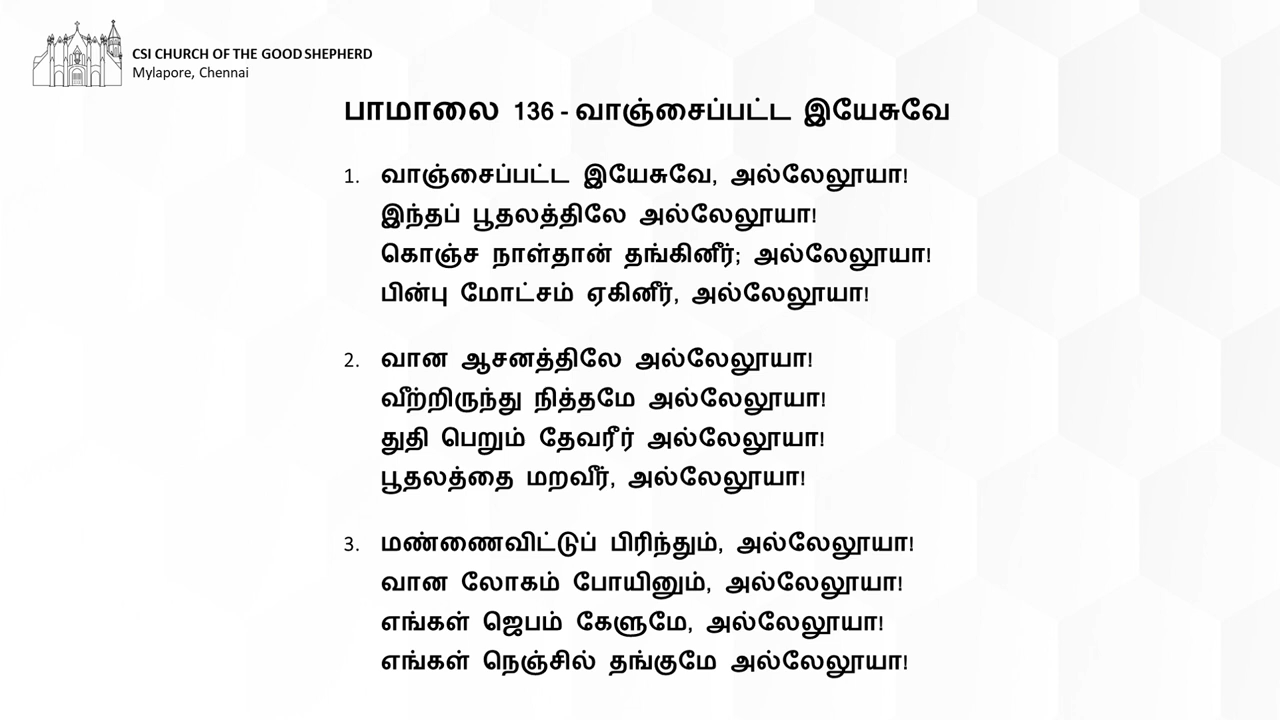 CSI CHURCH OF THE GOOD SHEPHERD
Mylapore, Chennai
பாமாலை 136 - வாஞ்சைப்பட்ட இயேசுவே
1. வாஞ்சைப்பட்ட இயேசுவே, அல்லேலூயா!
இந்தப் பூதலத்திலே அல்லேலூயா!
கொஞ்ச நாள்தான் தங்கினீர்; அல்லேலூயா!
பின்பு மோட்சம் ஏகினீர், அல்லேலூயா!
2. வான ஆசனத்திலே அல்லேலூயா!
வீற்றிருந்து நித்தமே அல்லேலூயா!
துதி பெறும் தேவரீர் அல்லேலூயா!
பூதலத்தை மறவீர், அல்லேலூயா!
3. மண்ணைவிட்டுப் பிரிந்தும், அல்லேலூயா!
வான லோகம் போயினும், அல்லேலூயா!
எங்கள் ஜெபம் கேளுமே, அல்லேலூயா!
எங்கள் நெஞ்சில் தங்குமே அல்லேலூயா!